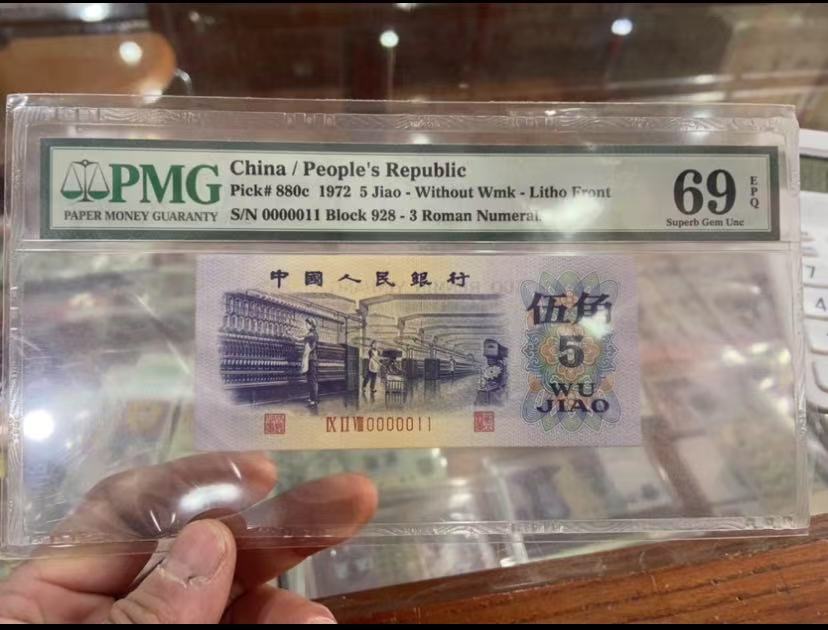 PMG
PAPER MONEY GUARANTY
China / People's Republic
Pick# 880c 1972 5 Jiao - Without Wmk - Litho Front
S/N 0000011 Block 928 - 3 Roman
69
EPQ
Superb Gem Unc
中國人民銀行
伍角
5
WU
JIAO
IX II VIII 0000011
7
4